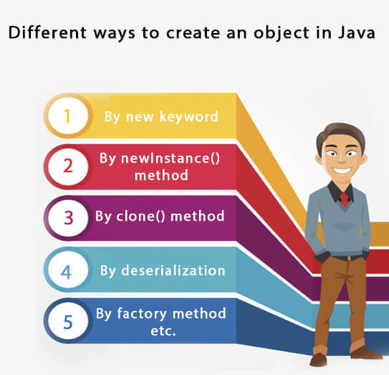 Different ways to create an object in Java
1
By new keyword
2
By newInstance()
method
3
By clone() method
4
By deserialization
5
By factory method
etc.